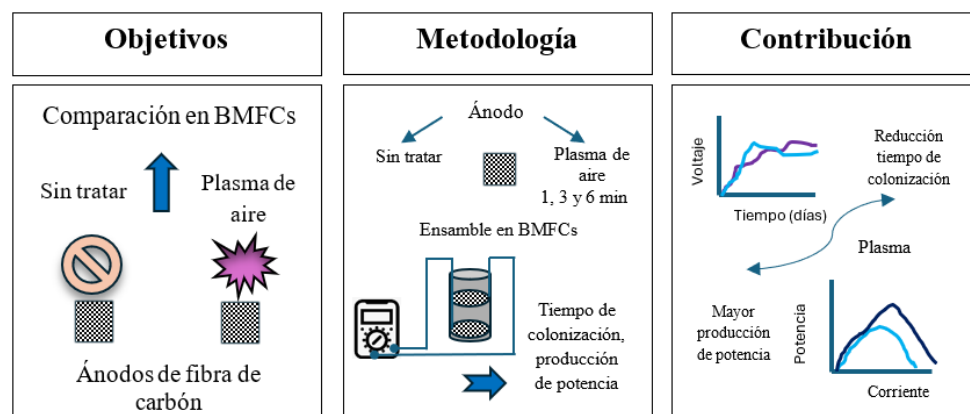 Objetivos
Metodología
Contribución
Comparación en BMFCs
Sin tratar
Plasma de
aire
Ánodos de fibra de
carbón
Ánodo
Sin tratar
Plasma de
aire
1, 3 y 6 min
Ensamble en BMFCs
Tiempo de
colonización,
producción
de potencia
Voltaje
Tiempo (días)
Reducción
tiempo de
colonización
Plasma
Mayor
producción
de potencia
Potencia
Corriente